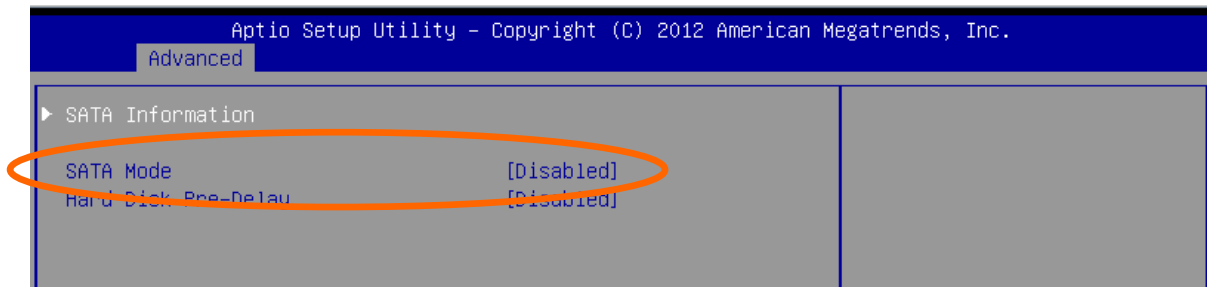 Aptio Setup Utility – Copyright (C) 2012 American Megatrends, Inc.
Advanced
▶ SATA Information
SATA Mode [Disabled]
Hard Disk Pre-Delay [Disabled]